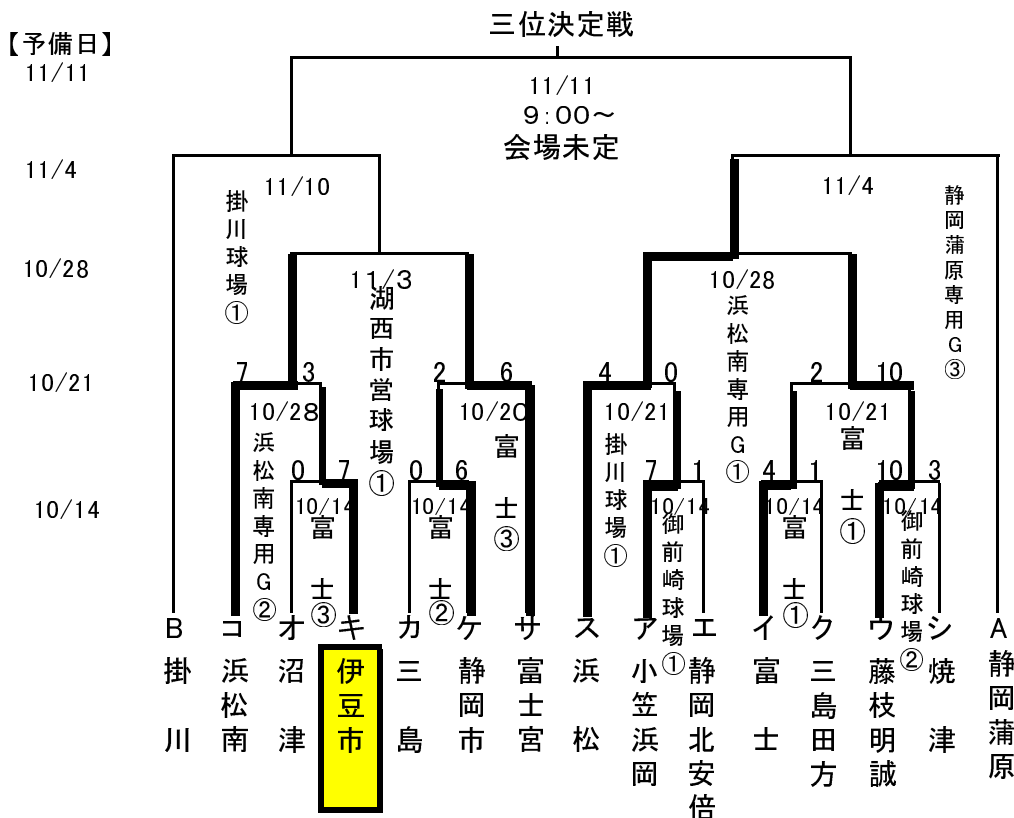 三位決定戦
【予備日】
11/11
11/11
9:00～
会場未定
11/4
11/10
11/4
掛川球場①
静岡蒲原専用G③
10/28
11/3
10/28
湖西市営球場①
浜松南専用G①
10/21
7 3 2 6 4 0 2 10
10/28
10/20
10/21
10/21
浜松南専用G②
富士③
掛川球場①
富士①
0 7 0 6 7 1 4 1 10 3
10/14
10/14
10/14
10/14
10/14
10/14
富士③
富士②
御前崎球場①
富士①
御前崎球場②
B コ オ キ カ ケ サ ス ア エ イ ク ウ シ A
掛川
浜松南
沼津
伊豆市
三島
静岡市
富士宮
浜松
小笠浜岡
静岡北安倍
富士
三島田方
藤枝明誠
焼津
静岡蒲原